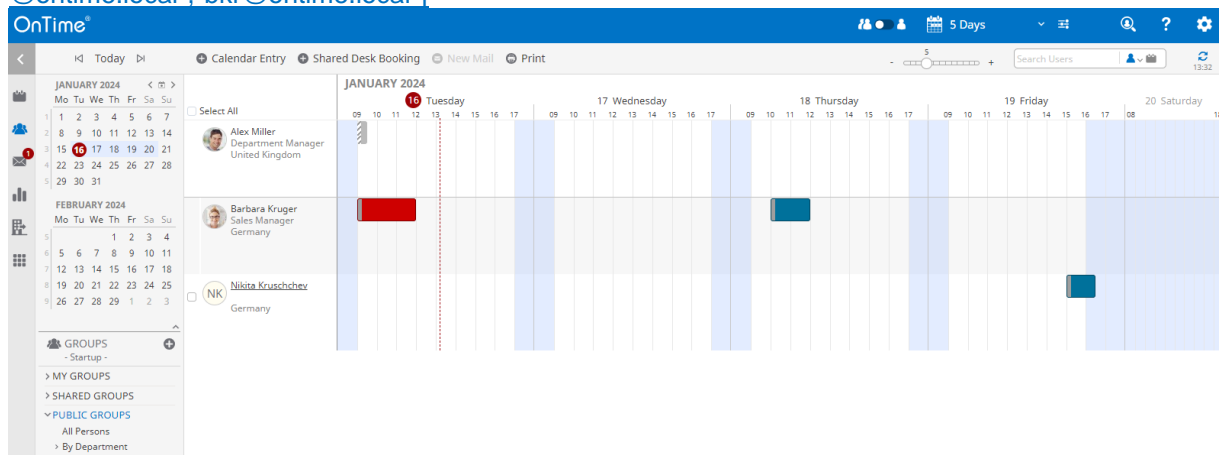 OnTime®
5 Days
?
Today
Calendar Entry
Shared Desk Booking
New Mail
Print
-
5
+
Search Users
13:32
JANUARY 2024
Mo Tu We Th Fr Sa Su
1 1 2 3 4 5 6 7
2 8 9 10 11 12 13 14
3 15 16 17 18 19 20 21
4 22 23 24 25 26 27 28
5 29 30 31
FEBRUARY 2024
Mo Tu We Th Fr Sa Su
5 1 2 3 4
6 5 6 7 8 9 10 11
7 12 13 14 15 16 17 18
8 19 20 21 22 23 24 25
9 26 27 28 29 1 2 3
GROUPS
- Startup -
MY GROUPS
SHARED GROUPS
PUBLIC GROUPS
All Persons
By Department
1
Select All
JANUARY 2024
16 Tuesday
17 Wednesday
18 Thursday
19 Friday
20 Saturday
09 10 11 12 13 14 15 16 17
09 10 11 12 13 14 15 16 17
09 10 11 12 13 14 15 16 17
09 10 11 12 13 14 15 16 17
08
Alex Miller
Department Manager
United Kingdom
Barbara Kruger
Sales Manager
Germany
NK
Nikita Kruschchev
Germany